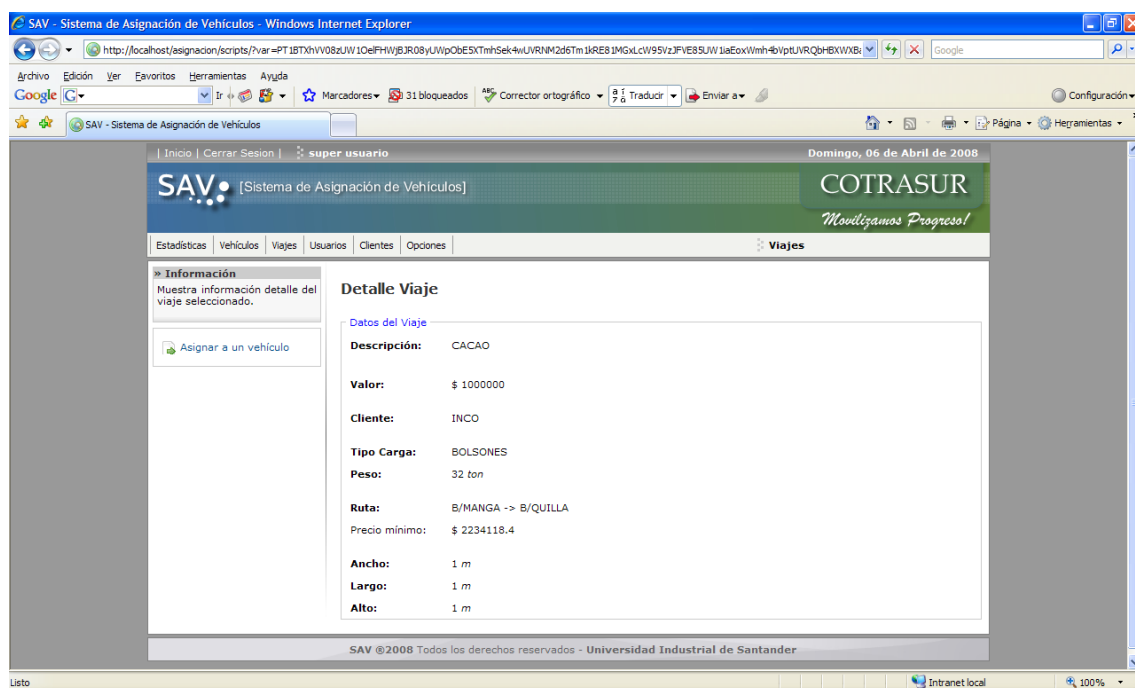 SAV - Sistema de Asignación de Vehículos - Windows Internet Explorer
Google
Archivo Edición Ver Favoritos Herramientas Ayuda
Google G Ir Marcadores 31 bloqueados Corrector ortográfico Traducir Enviar a Configuración
SAV - Sistema de Asignación de Vehículos Página Herramientas
| Inicio | Cerrar Sesion | super usuario Domingo, 06 de Abril de 2008
SAV [Sistema de Asignación de Vehículos] COTRASUR
Movilizamos Progreso!
Estadísticas Vehículos Viajes Usuarios Clientes Opciones Viajes
» Información
Muestra información detalle del
viaje seleccionado.
Asignar a un vehículo
Detalle Viaje
Datos del Viaje
Descripción: CACAO
Valor: $ 1000000
Cliente: INCO
Tipo Carga: BOLSONES
Peso: 32 ton
Ruta: B/MANGA -> B/QUILLA
Precio mínimo: $ 2234118.4
Ancho: 1 m
Largo: 1 m
Alto: 1 m
SAV ®2008 Todos los derechos reservados - Universidad Industrial de Santander
Listo Intranet local 100%